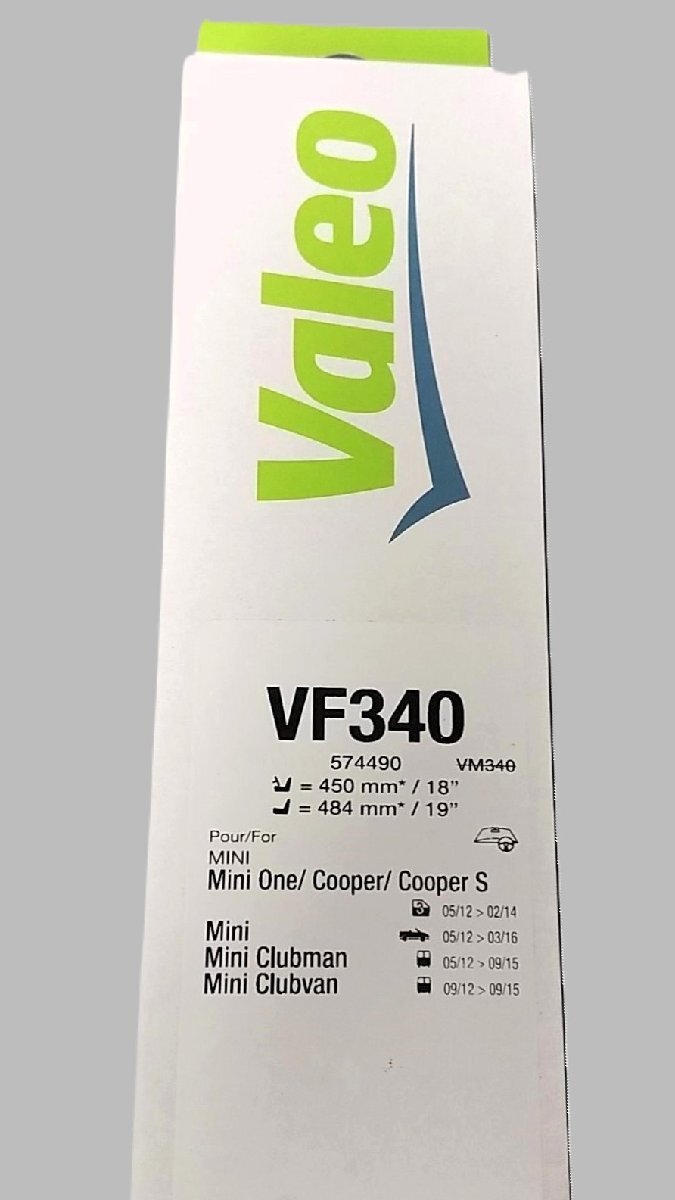 Valeo
VF340
574490 VM340
= 450 mm* / 18"
= 484 mm* / 19"
Pour/For
MINI
Mini One/ Cooper/ Cooper S
3 05/12 > 02/14
Mini 05/12 > 03/16
Mini Clubman 05/12 > 09/15
Mini Clubvan 09/12 > 09/15